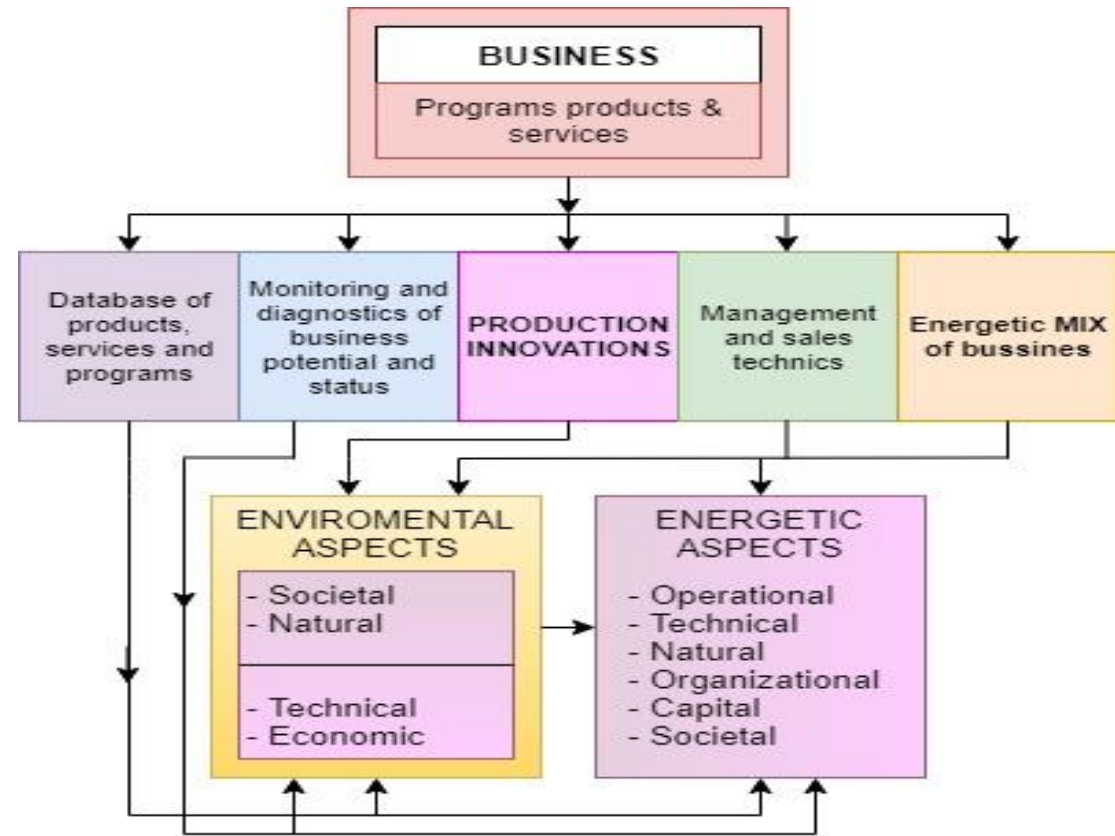 BUSINESS
Programs products &
services
Database of
products,
services and
programs
Monitoring and
diagnostics of
business
potential and
status
PRODUCTION
INNOVATIONS
Management
and sales
technics
Energetic MIX
of bussines
ENVIROMENTAL
ASPECTS
- Societal
- Natural
- Technical
- Economic
ENERGETIC
ASPECTS
- Operational
- Technical
- Natural
- Organizational
- Capital
- Societal